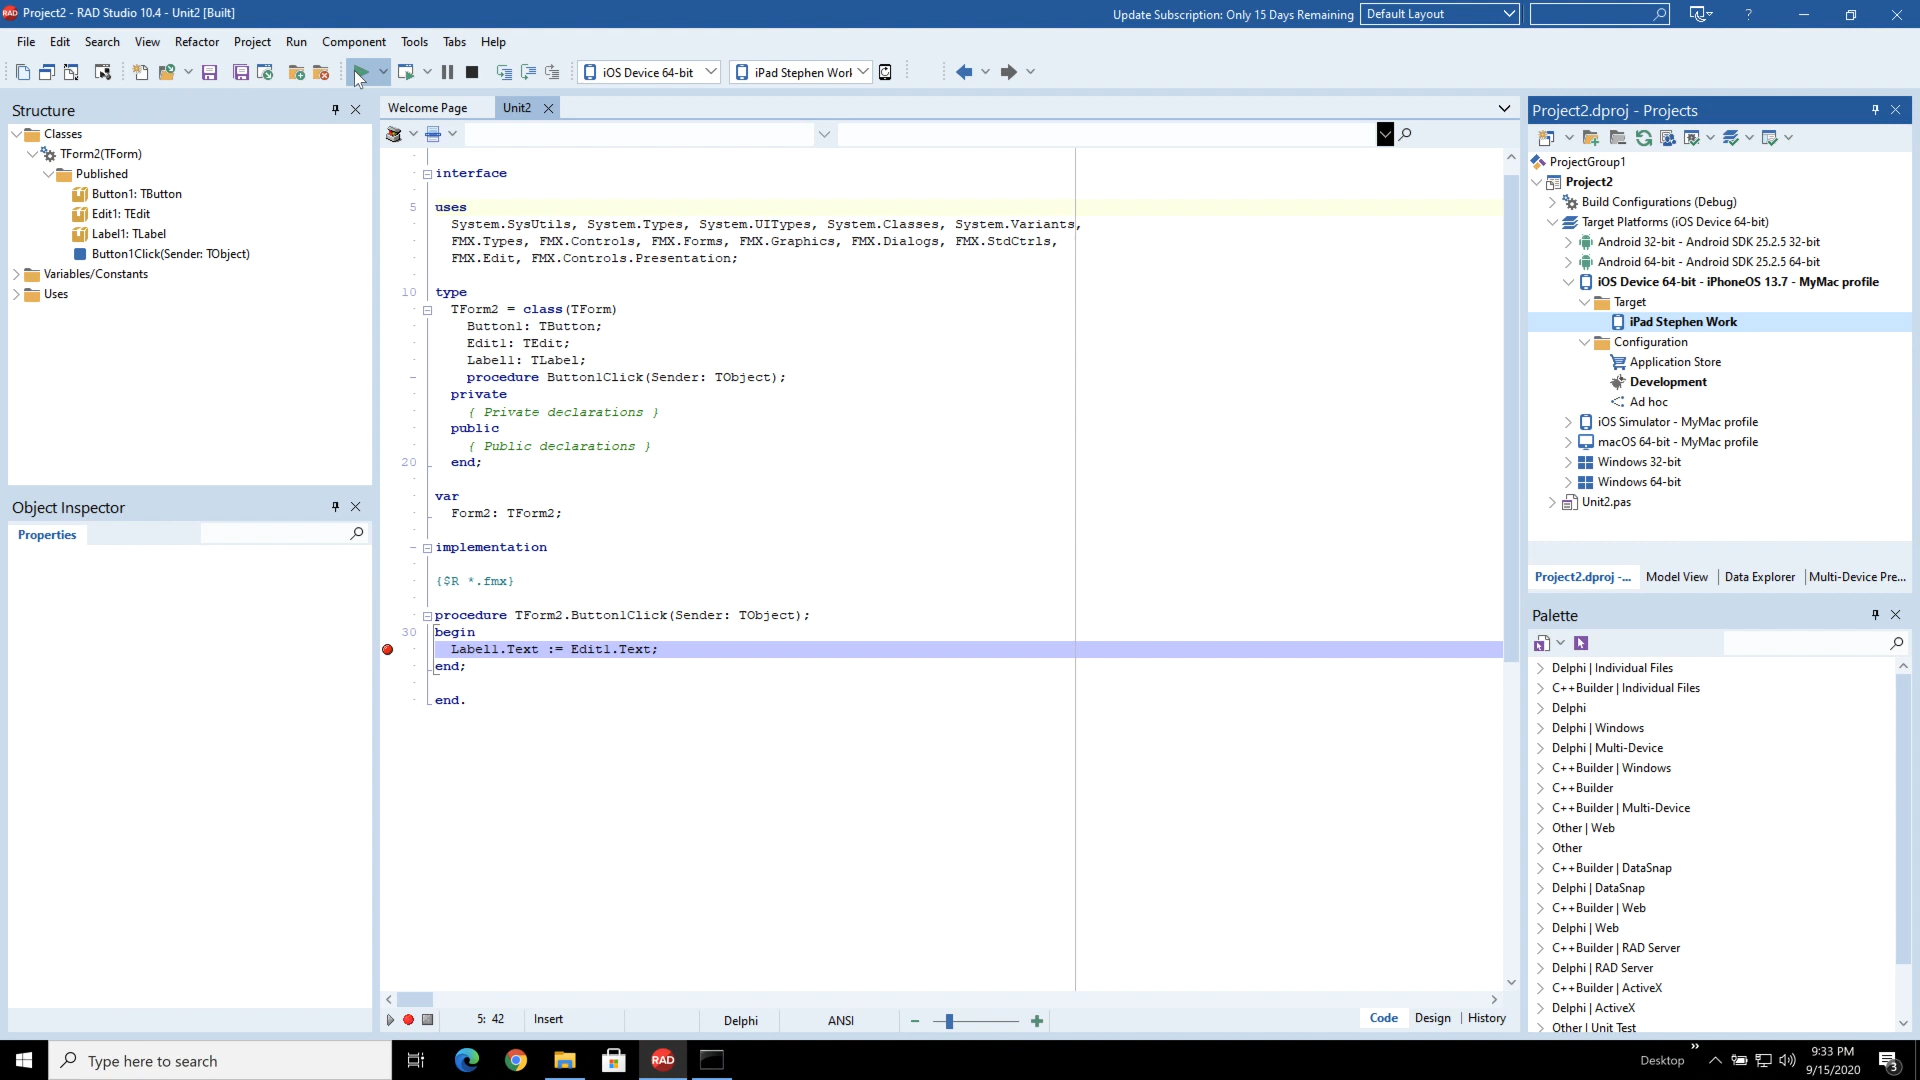 RAD Project2 - RAD Studio 10.4 - Unit2 [Built]
Update Subscription: Only 15 Days Remaining
Default Layout
?
File Edit Search View Refactor Project Run Component Tools Tabs Help
iOS Device 64-bit
iPad Stephen Work
Structure
Classes
TForm2(TForm)
Published
Button1: TButton
Edit1: TEdit
Label1: TLabel
Button1Click(Sender: TObject)
Variables/Constants
Uses
Object Inspector
Properties
Welcome Page
Unit2
interface
5
uses
System.SysUtils, System.Types, System.UITypes, System.Classes, System.Variants,
FMX.Types, FMX.Controls, FMX.Forms, FMX.Graphics, FMX.Dialogs, FMX.StdCtrls,
FMX.Edit, FMX.Controls.Presentation;
10
type
TForm2 = class(TForm)
Button1: TButton;
Edit1: TEdit;
Label1: TLabel;
procedure Button1Click(Sender: TObject);
private
{ Private declarations }
public
{ Public declarations }
20
end;
var
Form2: TForm2;
implementation
{$R *.fmx}
procedure TForm2.Button1Click(Sender: TObject);
30
begin
Label1.Text := Edit1.Text;
end;
end.
5: 42
Insert
Delphi
ANSI
Code
Design
History
Project2.dproj - Projects
ProjectGroup1
Project2
Build Configurations (Debug)
Target Platforms (iOS Device 64-bit)
Android 32-bit - Android SDK 25.2.5 32-bit
Android 64-bit - Android SDK 25.2.5 64-bit
iOS Device 64-bit - iPhoneOS 13.7 - MyMac profile
Target
iPad Stephen Work
Configuration
Application Store
Development
Ad hoc
iOS Simulator - MyMac profile
macOS 64-bit - MyMac profile
Windows 32-bit
Windows 64-bit
Unit2.pas
Project2.dproj -...
Model View
Data Explorer
Multi-Device Pre...
Palette
Delphi | Individual Files
C++Builder | Individual Files
Delphi
Delphi | Windows
Delphi | Multi-Device
C++Builder | Windows
C++Builder
C++Builder | Multi-Device
Other | Web
Other
C++Builder | DataSnap
Delphi | DataSnap
C++Builder | Web
Delphi | Web
C++Builder | RAD Server
Delphi | RAD Server
C++Builder | ActiveX
Delphi | ActiveX
Other | Unit Test
Type here to search
RAD
Desktop
9:33 PM
9/15/2020
3